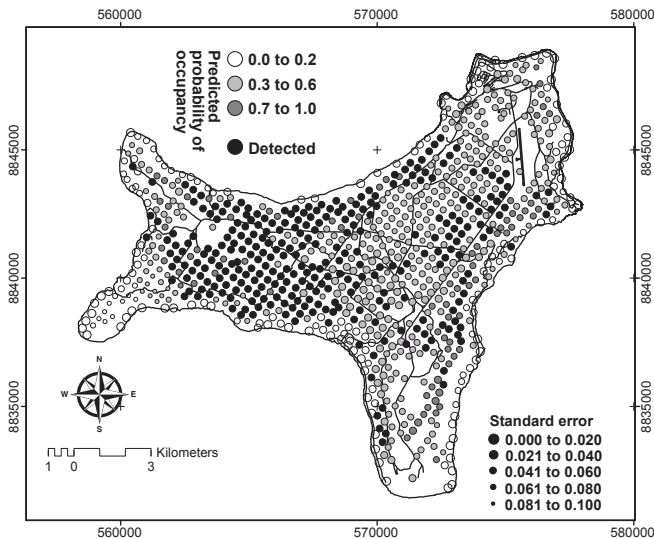 560000 570000 580000
Predicted
probability of
occupancy
0.0 to 0.2
0.3 to 0.6
0.7 to 1.0
Detected
8845000 8845000
8840000 8840000
8835000 8835000
N
W E
S
1 0 3 Kilometers
Standard error
0.000 to 0.020
0.021 to 0.040
0.041 to 0.060
0.061 to 0.080
0.081 to 0.100
560000 570000 580000